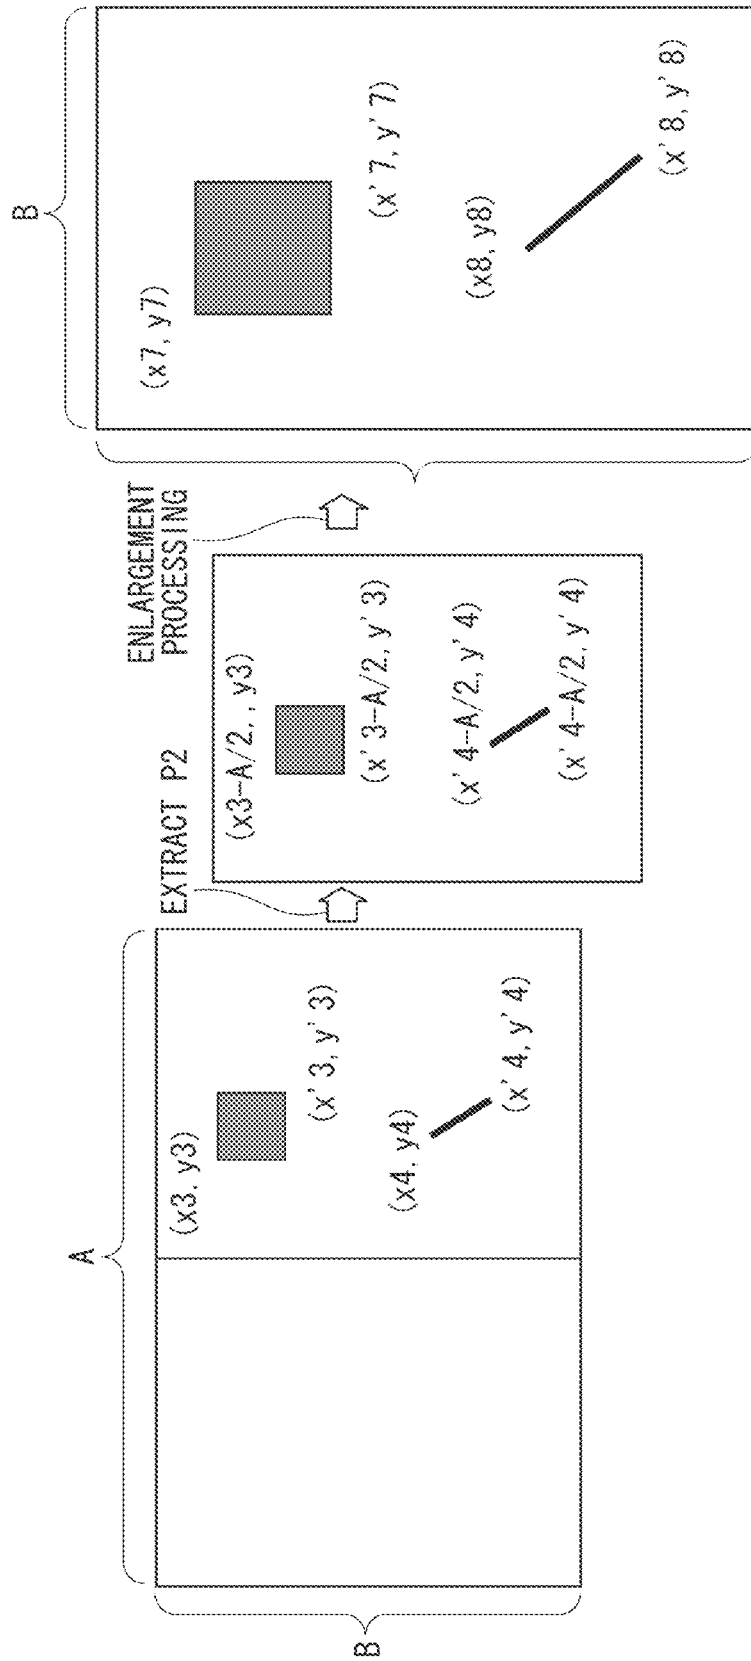 A
B
(x3, y3)
(x' 3, y' 3)
(x4, y4)
(x' 4, y' 4)
EXTRACT P2
(x3-A/2,, y3)
(x' 3-A/2, y' 3)
(x' 4-A/2, y' 4)
(x' 4-A/2, y' 4)
ENLARGEMENT
PROCESSING
B
(x7, y7)
(x' 7, y' 7)
(x8, y8)
(x' 8, y' 8)